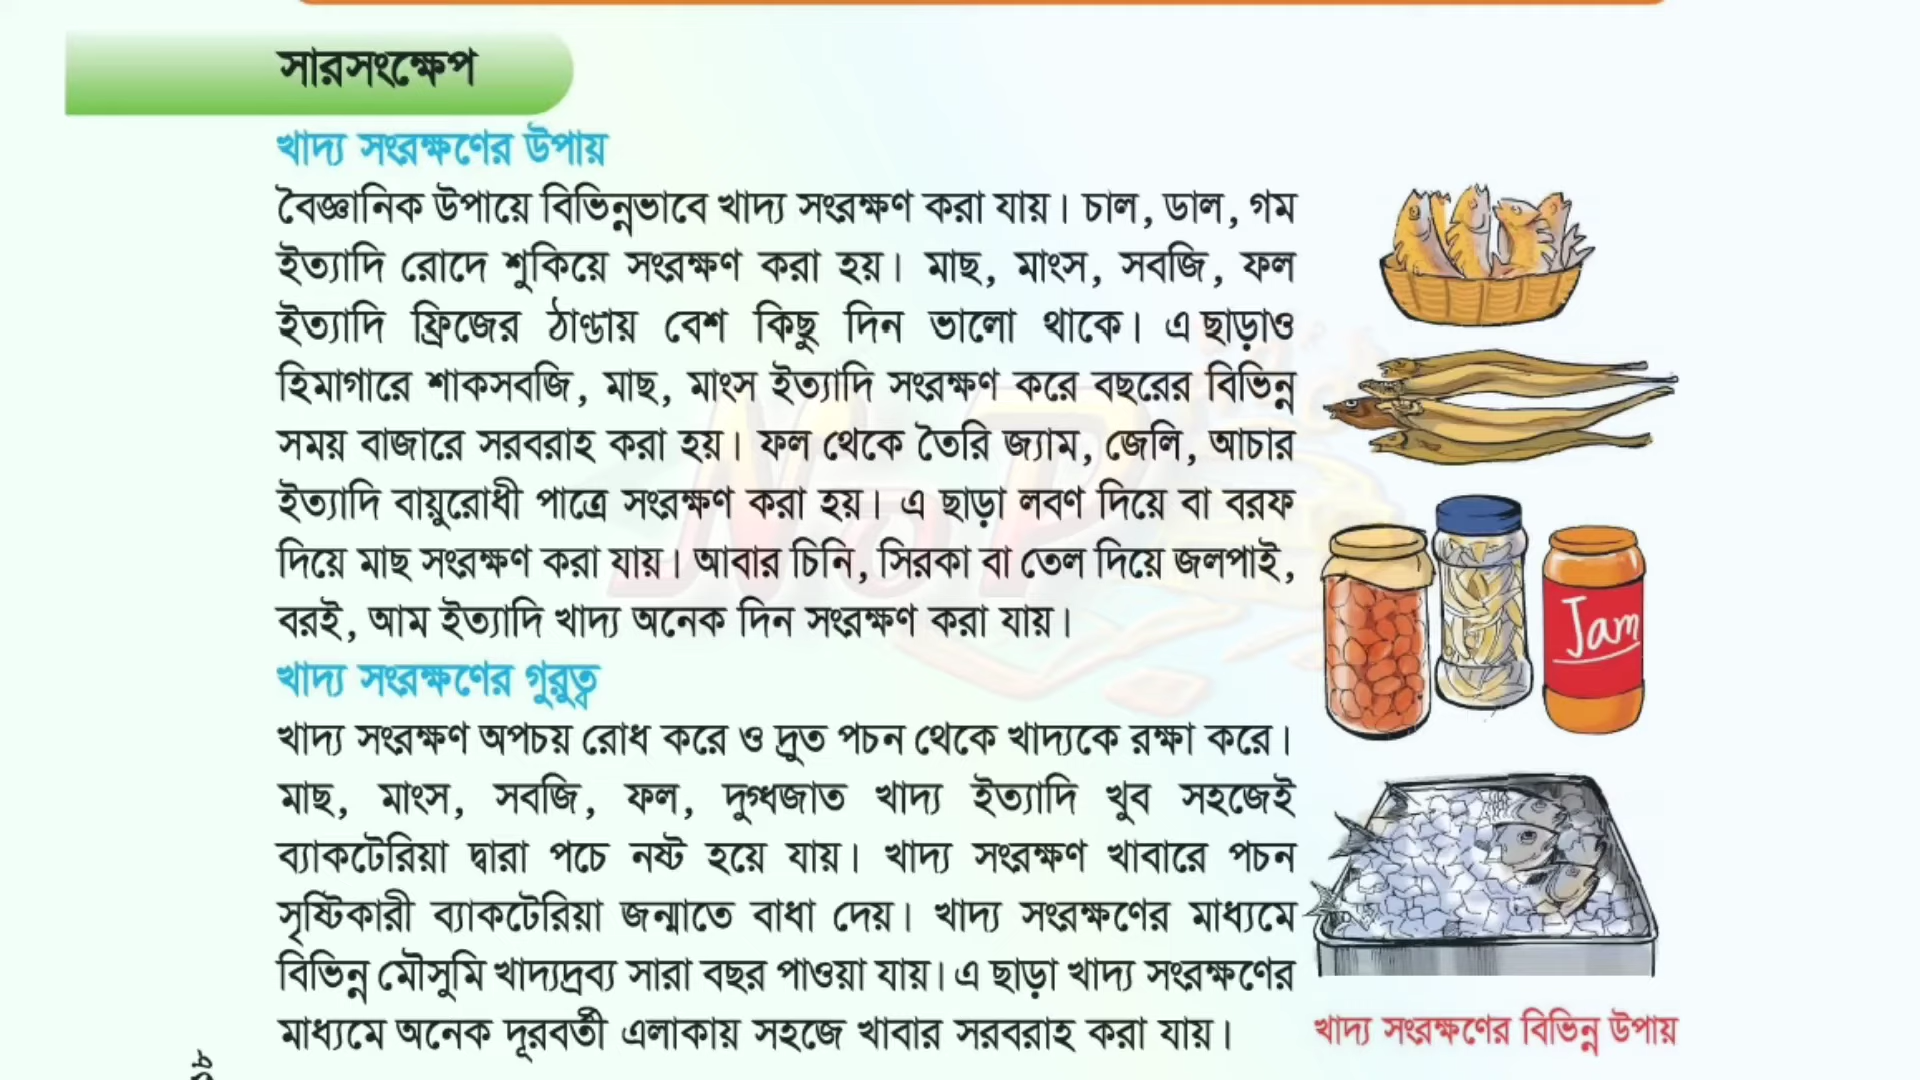 সারসংক্ষেপ
খাদ্য সংরক্ষণের উপায়
বৈজ্ঞানিক উপায়ে বিভিন্নভাবে খাদ্য সংরক্ষণ করা যায়। চাল, ডাল, গম
ইত্যাদি রোদে শুকিয়ে সংরক্ষণ করা হয়। মাছ, মাংস, সবজি, ফল
ইত্যাদি ফ্রিজের ঠাণ্ডায় বেশ কিছু দিন ভালো থাকে। এ ছাড়াও
হিমাগারে শাকসবজি, মাছ, মাংস ইত্যাদি সংরক্ষণ করে বছরের বিভিন্ন
সময় বাজারে সরবরাহ করা হয়। ফল থেকে তৈরি জ্যাম, জেলি, আচার
ইত্যাদি বায়ুরোধী পাত্রে সংরক্ষণ করা হয়। এ ছাড়া লবণ দিয়ে বা বরফ
দিয়ে মাছ সংরক্ষণ করা যায়। আবার চিনি, সিরকা বা তেল দিয়ে জলপাই,
বরই, আম ইত্যাদি খাদ্য অনেক দিন সংরক্ষণ করা যায়।
খাদ্য সংরক্ষণের গুরুত্ব
খাদ্য সংরক্ষণ অপচয় রোধ করে ও দ্রুত পচন থেকে খাদ্যকে রক্ষা করে।
মাছ, মাংস, সবজি, ফল, দুগ্ধজাত খাদ্য ইত্যাদি খুব সহজেই
ব্যাকটেরিয়া দ্বারা পচে নষ্ট হয়ে যায়। খাদ্য সংরক্ষণ খাবারে পচন
সৃষ্টিকারী ব্যাকটেরিয়া জন্মাতে বাধা দেয়। খাদ্য সংরক্ষণের মাধ্যমে
বিভিন্ন মৌসুমি খাদ্যদ্রব্য সারা বছর পাওয়া যায়। এ ছাড়া খাদ্য সংরক্ষণের
মাধ্যমে অনেক দূরবর্তী এলাকায় সহজে খাবার সরবরাহ করা যায়।
Jam
খাদ্য সংরক্ষণের বিভিন্ন উপায়